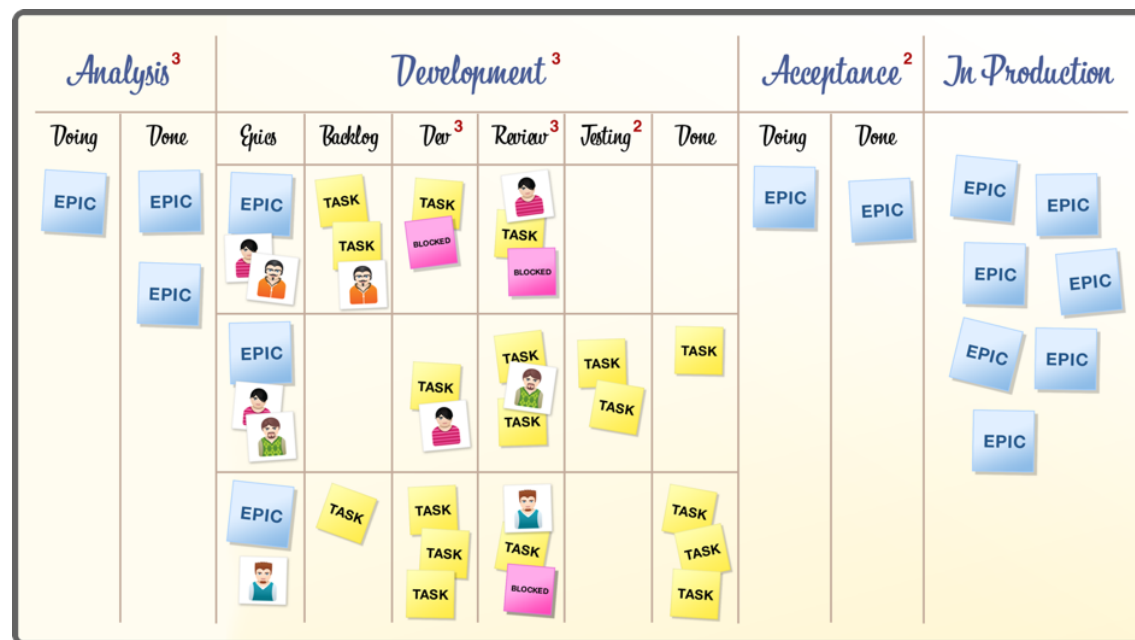 Analysis 3 Development 3 Acceptance 2 In Production
Doing Done Epics Backlog Dev 3 Review 3 Testing 2 Done Doing Done
EPIC EPIC EPIC TASK TASK EPIC EPIC EPIC EPIC
TASK BLOCKED TASK
BLOCKED
EPIC EPIC EPIC
EPIC TASK TASK TASK EPIC EPIC
TASK TASK
TASK
EPIC
EPIC TASK TASK TASK
TASK TASK TASK
TASK BLOCKED TASK